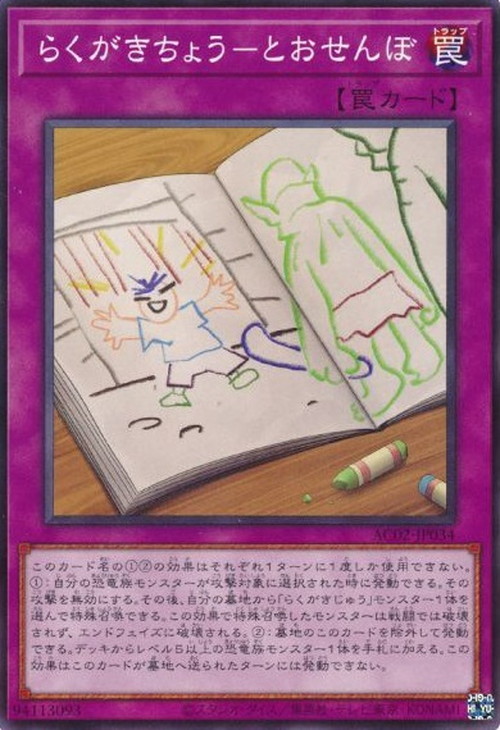 らくがきちょう-とおせんぼ
罠
トラップ
【罠カード】
トラップ
AC02-JP034
このカード名の①②の効果はそれぞれ1ターンに1度しか使用できない。
①:自分の恐竜族モンスターが攻撃対象に選択された時に発動できる。その
攻撃を無効にする。その後、自分の墓地から「らくがきじゅう」モンスター1体を
選んで特殊召喚できる。この効果で特殊召喚したモンスターは戦闘では破壊
されず、エンドフェイズに破壊される。②:墓地のこのカードを除外して発動
できる。デッキからレベル5以上の恐竜族モンスター1体を手札に加える。この
効果はこのカードが墓地へ送られたターンには発動できない。
94113093
©スタジオ・ダイス/集英社・テレビ東京・KONAMI